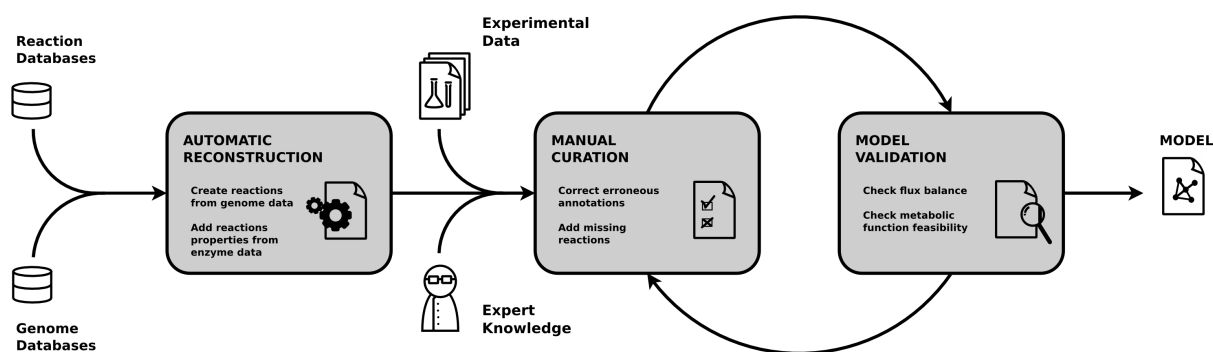 Reaction
Databases
Genome
Databases
AUTOMATIC
RECONSTRUCTION
Create reactions
from genome data
Add reactions
properties from
enzyme data
Experimental
Data
Expert
Knowledge
MANUAL
CURATION
Correct erroneous
annotations
Add missing
reactions
MODEL
VALIDATION
Check flux balance
Check metabolic
function feasibility
MODEL